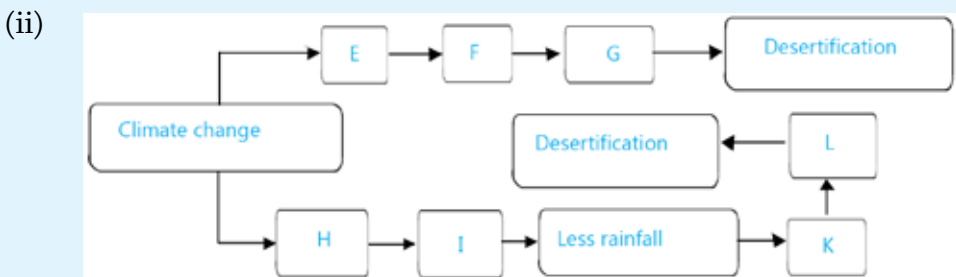 (ii)
E F G Desertification
Climate change
Desertification L
H I Less rainfall K